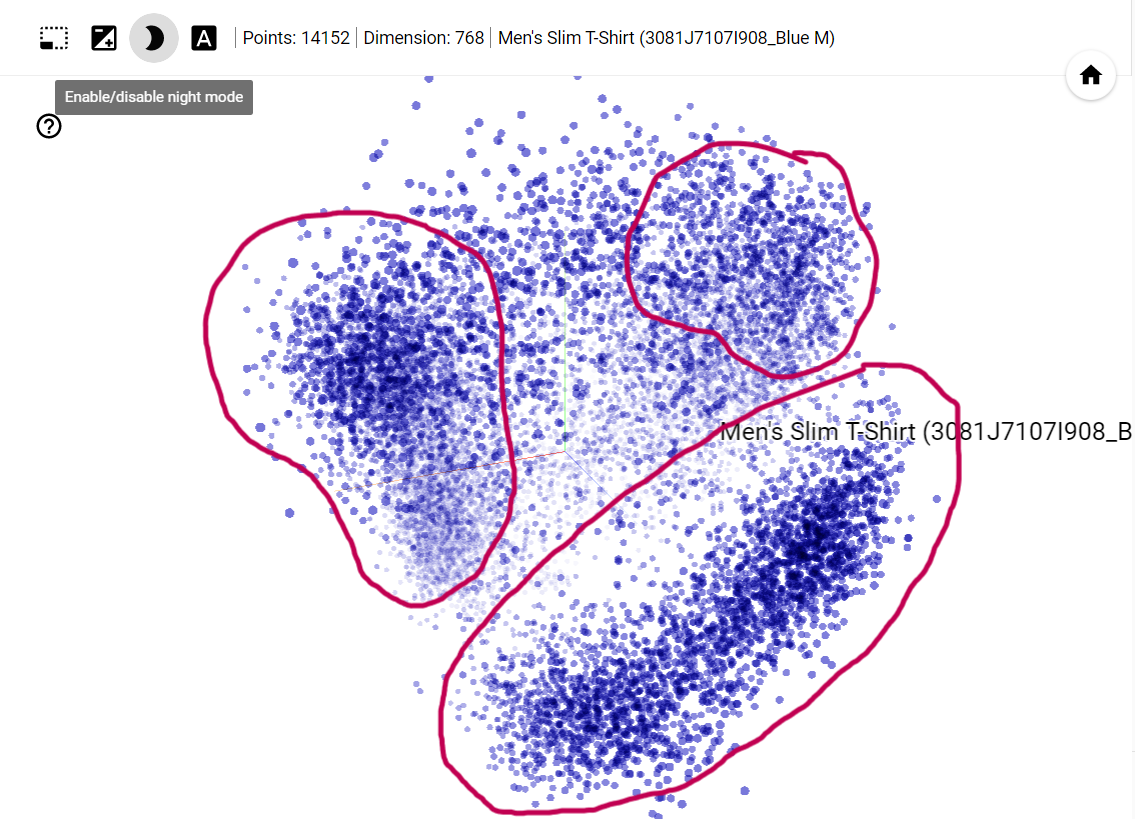 A Points: 14152 Dimension: 768 Men's Slim T-Shirt (3081J7107I908_Blue M)
Enable/disable night mode
?
Men's Slim T-Shirt (3081J7107I908_B